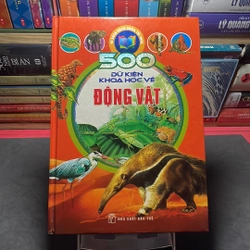 500
DỮ KIỆN
KHOA HỌC VỀ
ĐỘNG VẬT
NHÀ XUẤT BẢN TRẺ